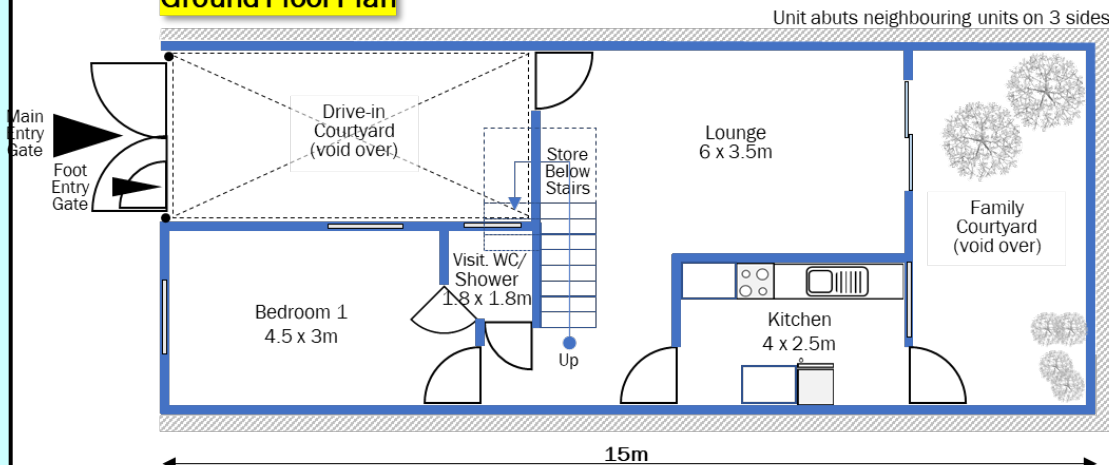 Ground Floor Plan
Unit abuts neighbouring units on 3 sides
Main
Entry
Gate
Foot
Entry
Gate
Drive-in
Courtyard
(void over)
Store
Below
Stairs
Lounge
6 x 3.5m
Family
Courtyard
(void over)
Visit. WC/
Shower
1.8 x 1.8m
Bedroom 1
4.5 x 3m
Kitchen
4 x 2.5m
Up
15m